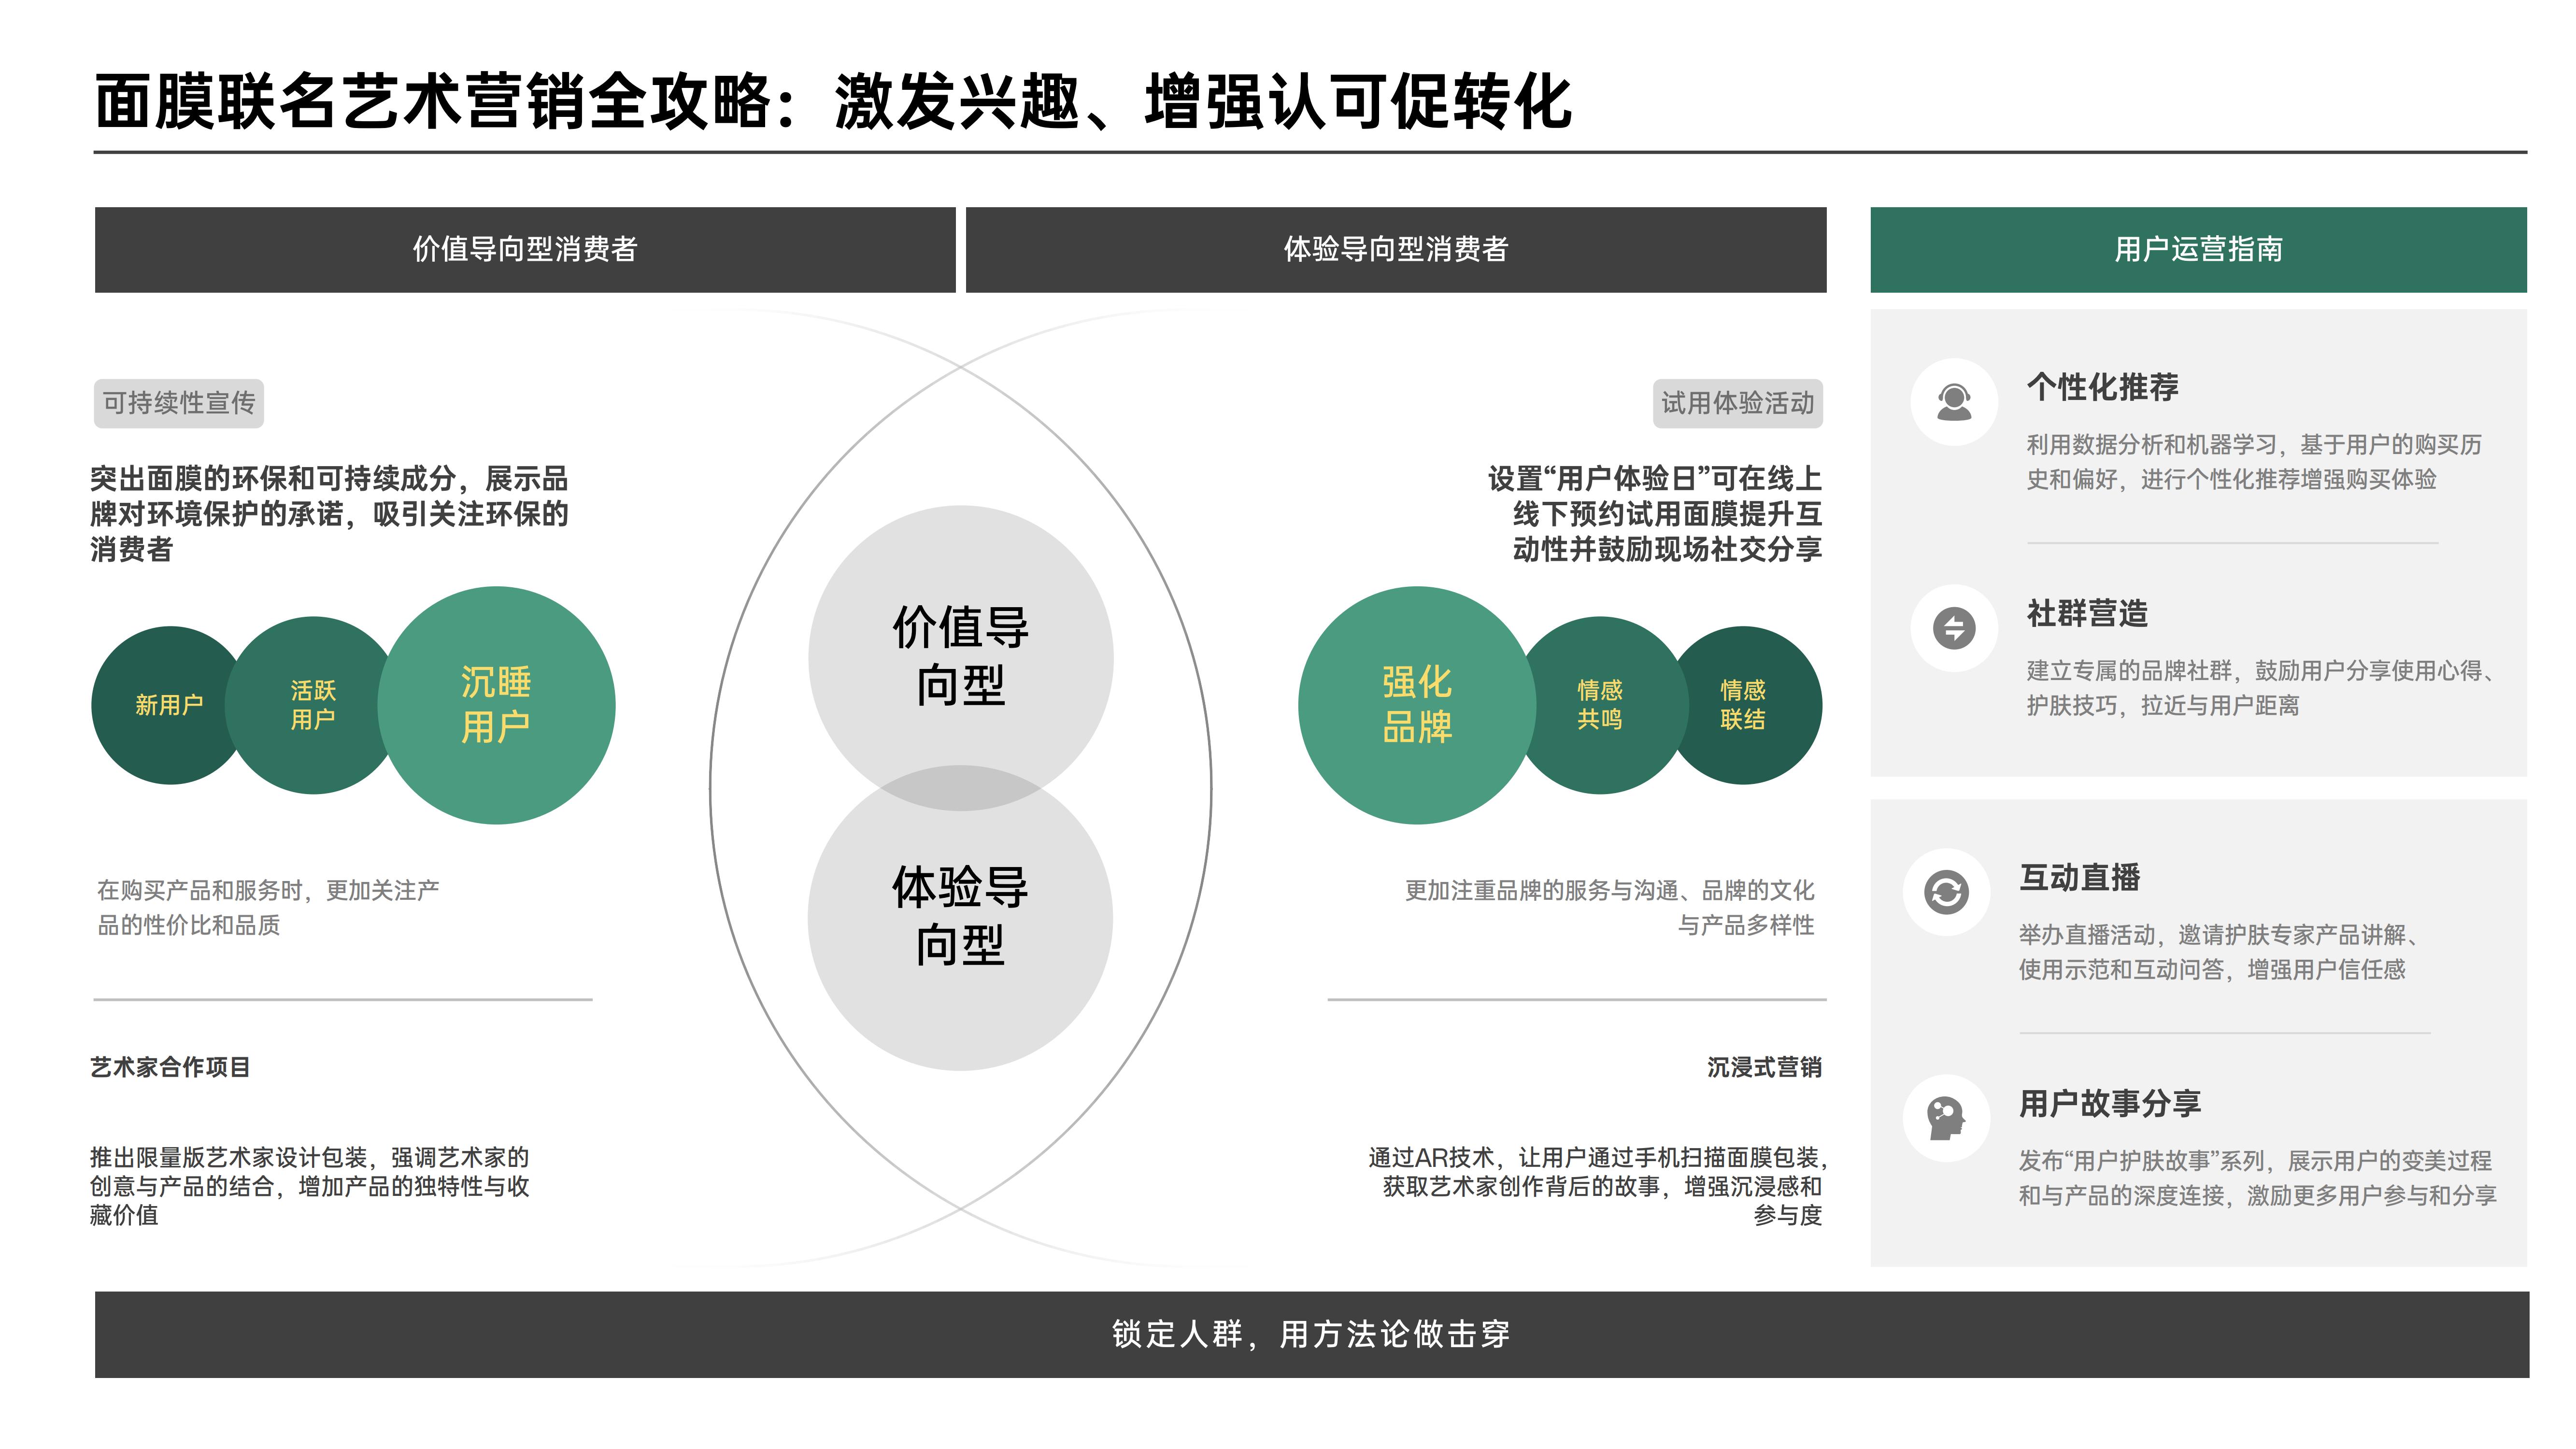 面膜联名艺术营销全攻略：激发兴趣、增强认可促转化
价值导向型消费者
体验导向型消费者
用户运营指南
可持续性宣传
突出面膜的环保和可持续成分，展示品
牌对环境保护的承诺，吸引关注环保的
消费者
新用户
活跃
用户
沉睡
用户
在购买产品和服务时，更加关注产
品的性价比和品质
艺术家合作项目
推出限量版艺术家设计包装，强调艺术家的
创意与产品的结合，增加产品的独特性与收
藏价值
价值导
向型
体验导
向型
试用体验活动
设置“用户体验日”可在线上
线下预约试用面膜提升互
动性并鼓励现场社交分享
强化
品牌
情感
共鸣
情感
联结
更加注重品牌的服务与沟通、品牌的文化
与产品多样性
沉浸式营销
通过AR技术，让用户通过手机扫描面膜包装，
获取艺术家创作背后的故事，增强沉浸感和
参与度
个性化推荐
利用数据分析和机器学习，基于用户的购买历
史和偏好，进行个性化推荐增强购买体验
社群营造
建立专属的品牌社群，鼓励用户分享使用心得、
护肤技巧，拉近与用户距离
互动直播
举办直播活动，邀请护肤专家产品讲解、
使用示范和互动问答，增强用户信任感
用户故事分享
发布“用户护肤故事”系列，展示用户的变美过程
和与产品的深度连接，激励更多用户参与和分享
锁定人群，用方法论做击穿